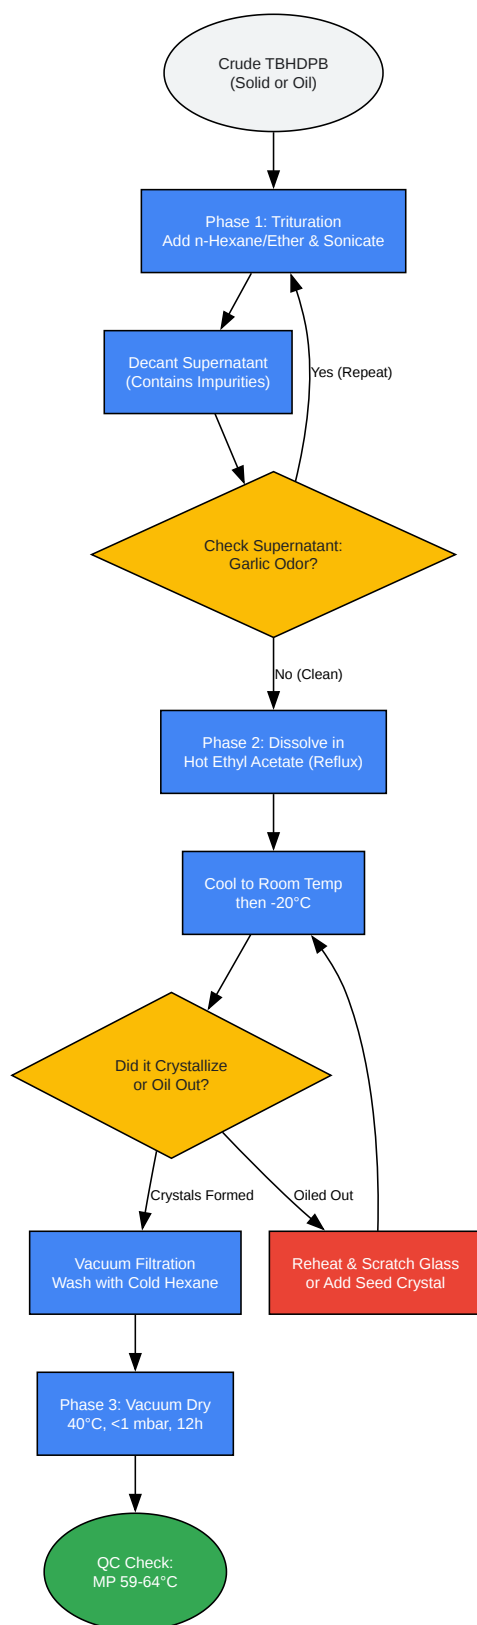 Crude TBHDPB
(Solid or Oil)
Phase 1: Trituration
Add n-Hexane/Ether & Sonicate
Decant Supernatant
(Contains Impurities)
Yes (Repeat)
Check Supernatant:
Garlic Odor?
No (Clean)
Phase 2: Dissolve in
Hot Ethyl Acetate (Reflux)
Cool to Room Temp
then -20°C
Did it Crystallize
or Oil Out?
Crystals Formed
Oiled Out
Vacuum Filtration
Wash with Cold Hexane
Reheat & Scratch Glass
or Add Seed Crystal
Phase 3: Vacuum Dry
40°C, <1 mbar, 12h
QC Check:
MP 59-64°C